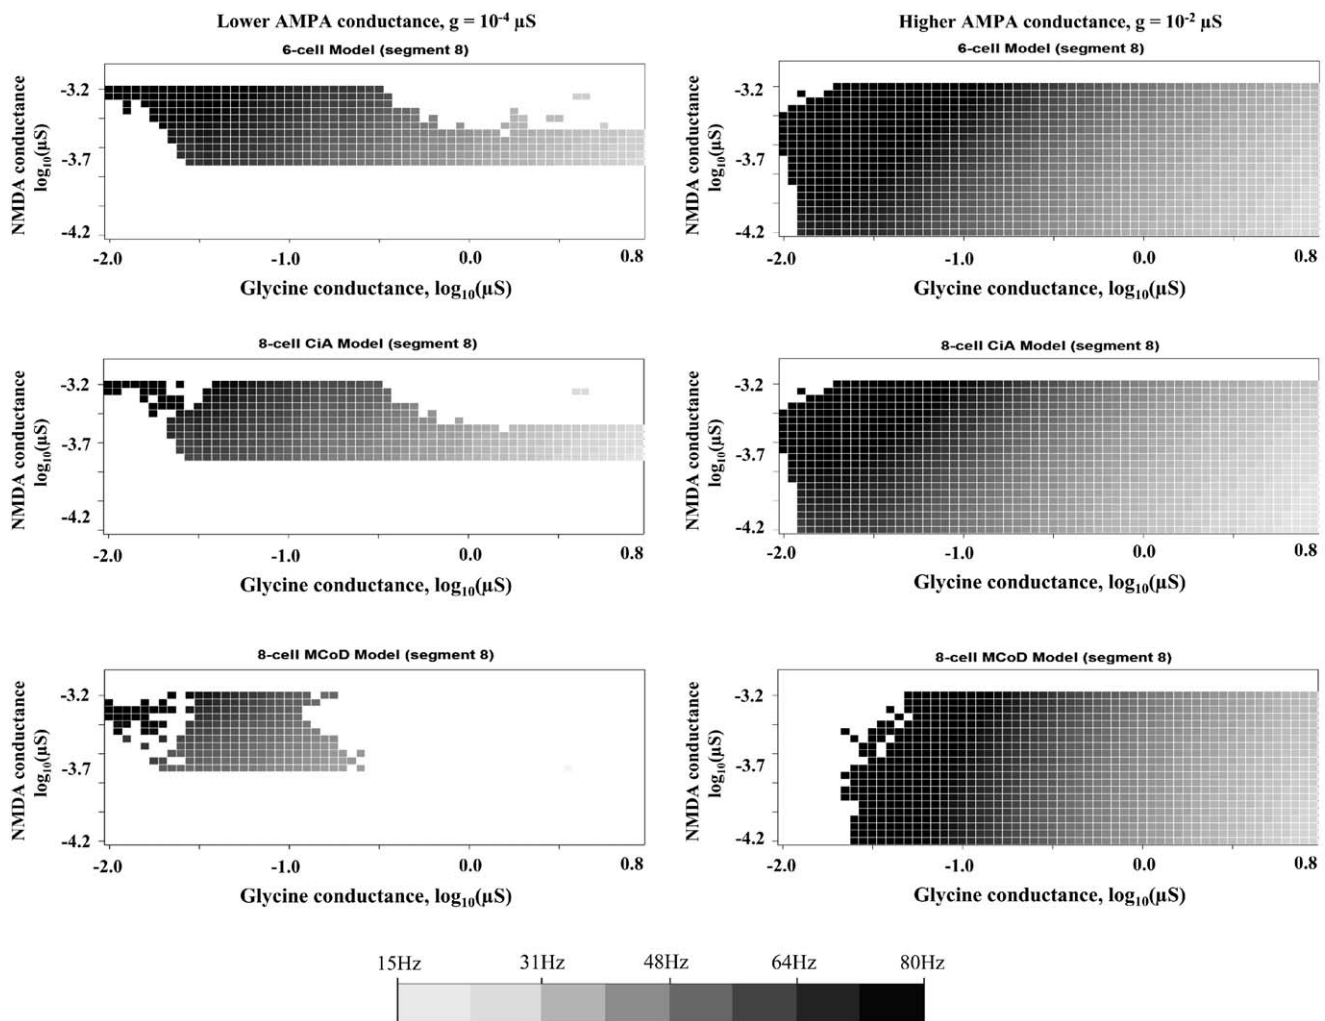 Lower AMPA conductance, g = 10⁻⁴ µS
Higher AMPA conductance, g = 10⁻² µS
6-cell Model (segment 8)
6-cell Model (segment 8)
NMDA conductance
log₁₀(µS)
-3.2
-3.7
-4.2
-2.0 -1.0 0.0 0.8
Glycine conductance, log₁₀(µS)
NMDA conductance
log₁₀(µS)
-3.2
-3.7
-4.2
-2.0 -1.0 0.0 0.8
Glycine conductance, log₁₀(µS)
8-cell CiA Model (segment 8)
8-cell CiA Model (segment 8)
NMDA conductance
log₁₀(µS)
-3.2
-3.7
-4.2
-2.0 -1.0 0.0 0.8
Glycine conductance, log₁₀(µS)
NMDA conductance
log₁₀(µS)
-3.2
-3.7
-4.2
-2.0 -1.0 0.0 0.8
Glycine conductance, log₁₀(µS)
8-cell MCoD Model (segment 8)
8-cell MCoD Model (segment 8)
NMDA conductance
log₁₀(µS)
-3.2
-3.7
-4.2
-2.0 -1.0 0.0 0.8
Glycine conductance, log₁₀(µS)
NMDA conductance
log₁₀(µS)
-3.2
-3.7
-4.2
-2.0 -1.0 0.0 0.8
Glycine conductance, log₁₀(µS)
15Hz 31Hz 48Hz 64Hz 80Hz